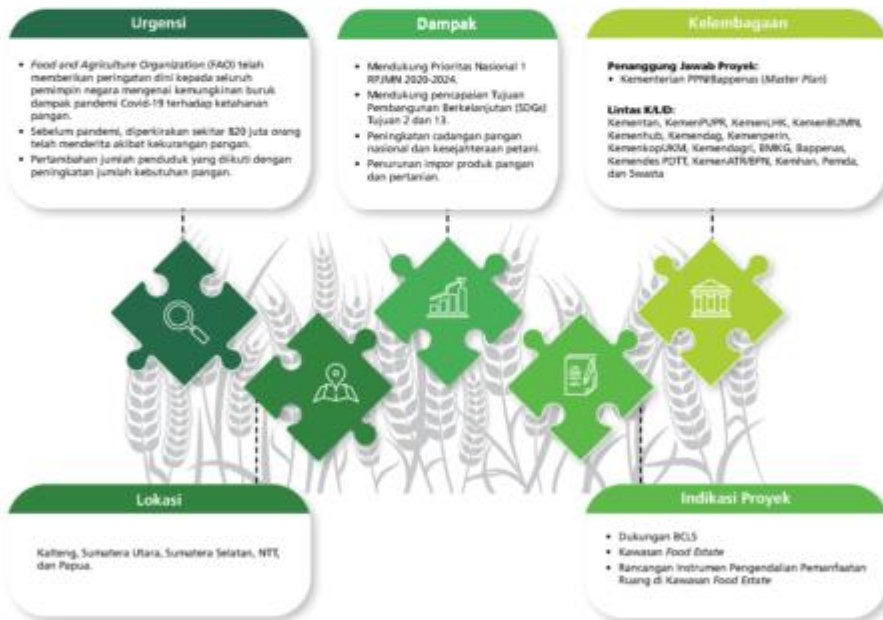 Urgensi
• Food and Agriculture Organization (FAO) telah
memberikan peringatan dini kepada seluruh
pemimpin negara mengenai kemungkinan buruk
dampak pandemi Covid-19 terhadap ketahanan
pangan.
• Sebelum pandemi, diperkirakan sekitar 820 juta orang
telah menderita akibat kekurangan pangan.
• Pertambahan jumlah penduduk yang diikuti dengan
peningkatan jumlah kebutuhan pangan.
Dampak
• Mendukung Prioritas Nasional 1
RPJMN 2020-2024.
• Mendukung pencapaian Tujuan
Pembangunan Berkelanjutan (SDGs)
Tujuan 2 dan 13.
• Peningkatan cadangan pangan
nasional dan kesejahteraan petani.
• Penurunan impor produk pangan
dan pertanian.
Kelembagaan
Penanggung Jawab Proyek:
• Kementerian PPN/Bappenas (Master Plan)
Lintas K/L/D:
Kementan, KemenPUPR, KemenLHK, KemenBUMN,
Kemenhub, Kemendag, Kemenperin,
KemenkopUKM, Kemendagri, BMKG, Bappenas,
Kemendes PDTT, KemenATR/BPN, Kemhan, Pemda,
dan Swasta
Lokasi
Kalteng, Sumatera Utara, Sumatera Selatan, NTT,
dan Papua.
Indikasi Proyek
• Dukungan BCLS
• Kawasan Food Estate
• Rancangan Instrumen Pengendalian Pemanfaatan
Ruang di Kawasan Food Estate